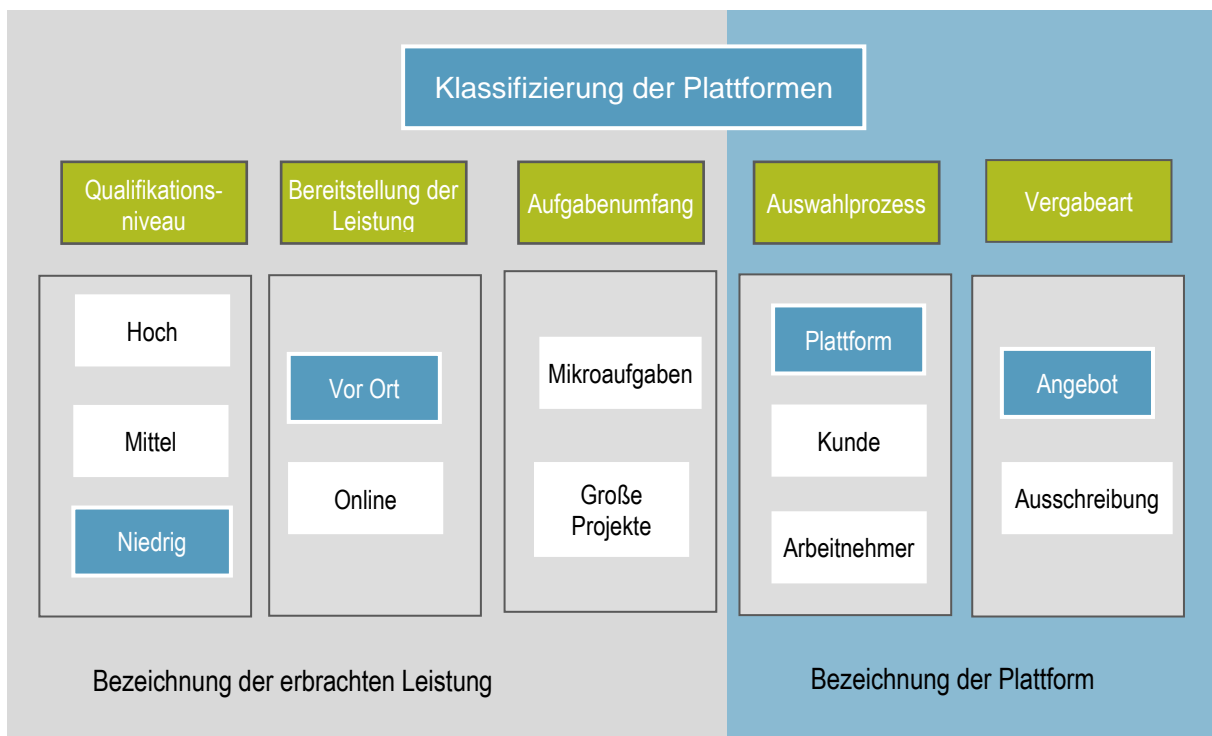 Klassifizierung der Plattformen
Qualifikations-
niveau
Bereitstellung der
Leistung
Aufgabenumfang
Auswahlprozess
Vergabeart
Hoch
Mittel
Niedrig
Vor Ort
Online
Mikroaufgaben
Große
Projekte
Plattform
Kunde
Arbeitnehmer
Angebot
Ausschreibung
Bezeichnung der erbrachten Leistung
Bezeichnung der Plattform